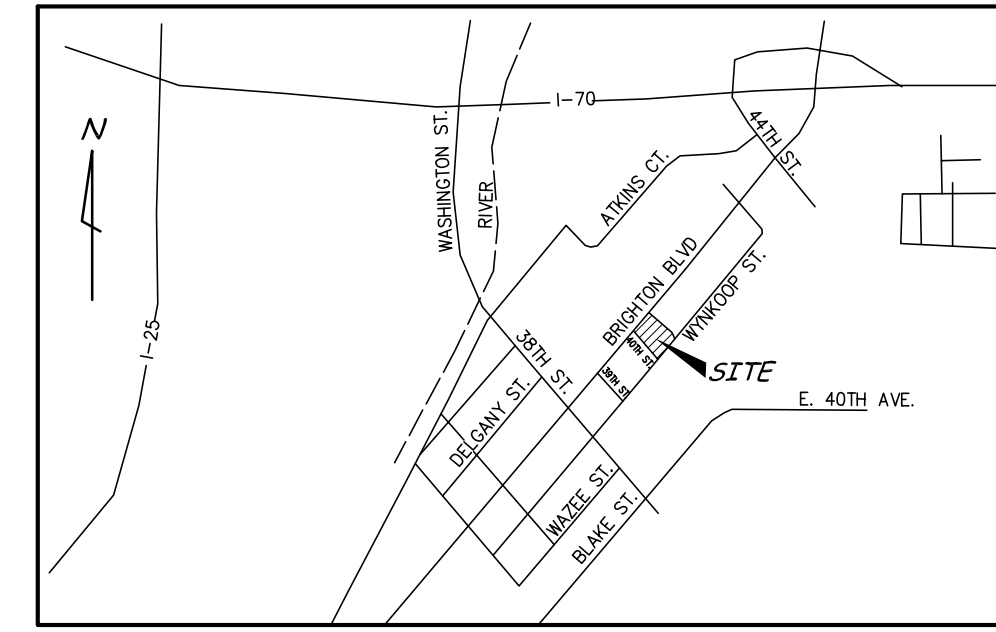 I-70
44TH ST.
N
WASHINGTON ST.
RIVER
ATKINS CT.
BRIGHTON BLVD
WYNKOOP ST.
I-25
38TH ST.
40TH ST.
39TH ST
SITE
DELGANY ST.
E. 40TH AVE.
WAZEE ST.
BLAKE ST.